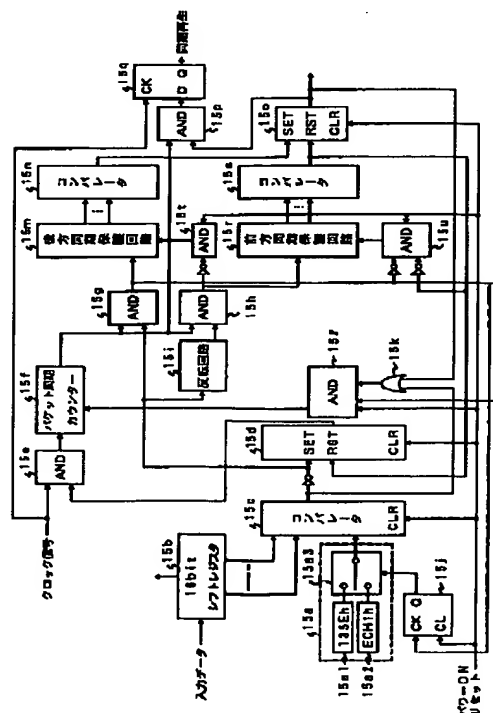 クロック信号
入力データ
パワーON
リセット
15a1
15a2
135Eh
ECH1h
15a
15a3
15b
16bit
シフトレジスタ
15c
コンパレータ
CLR
15j
CK Q
CL
15d
SET
RST
CLR
15e
AND
15f
パケット同期
カウンター
15g
AND
15h
AND
15i
反転回路
AND
15k
15m
後方同期保護回路
15n
コンパレータ
15t
AND
15r
前方同期保護回路
15s
コンパレータ
15u
AND
15o
SET
RST
CLR
15p
AND
15q
CK
D Q
同期再生